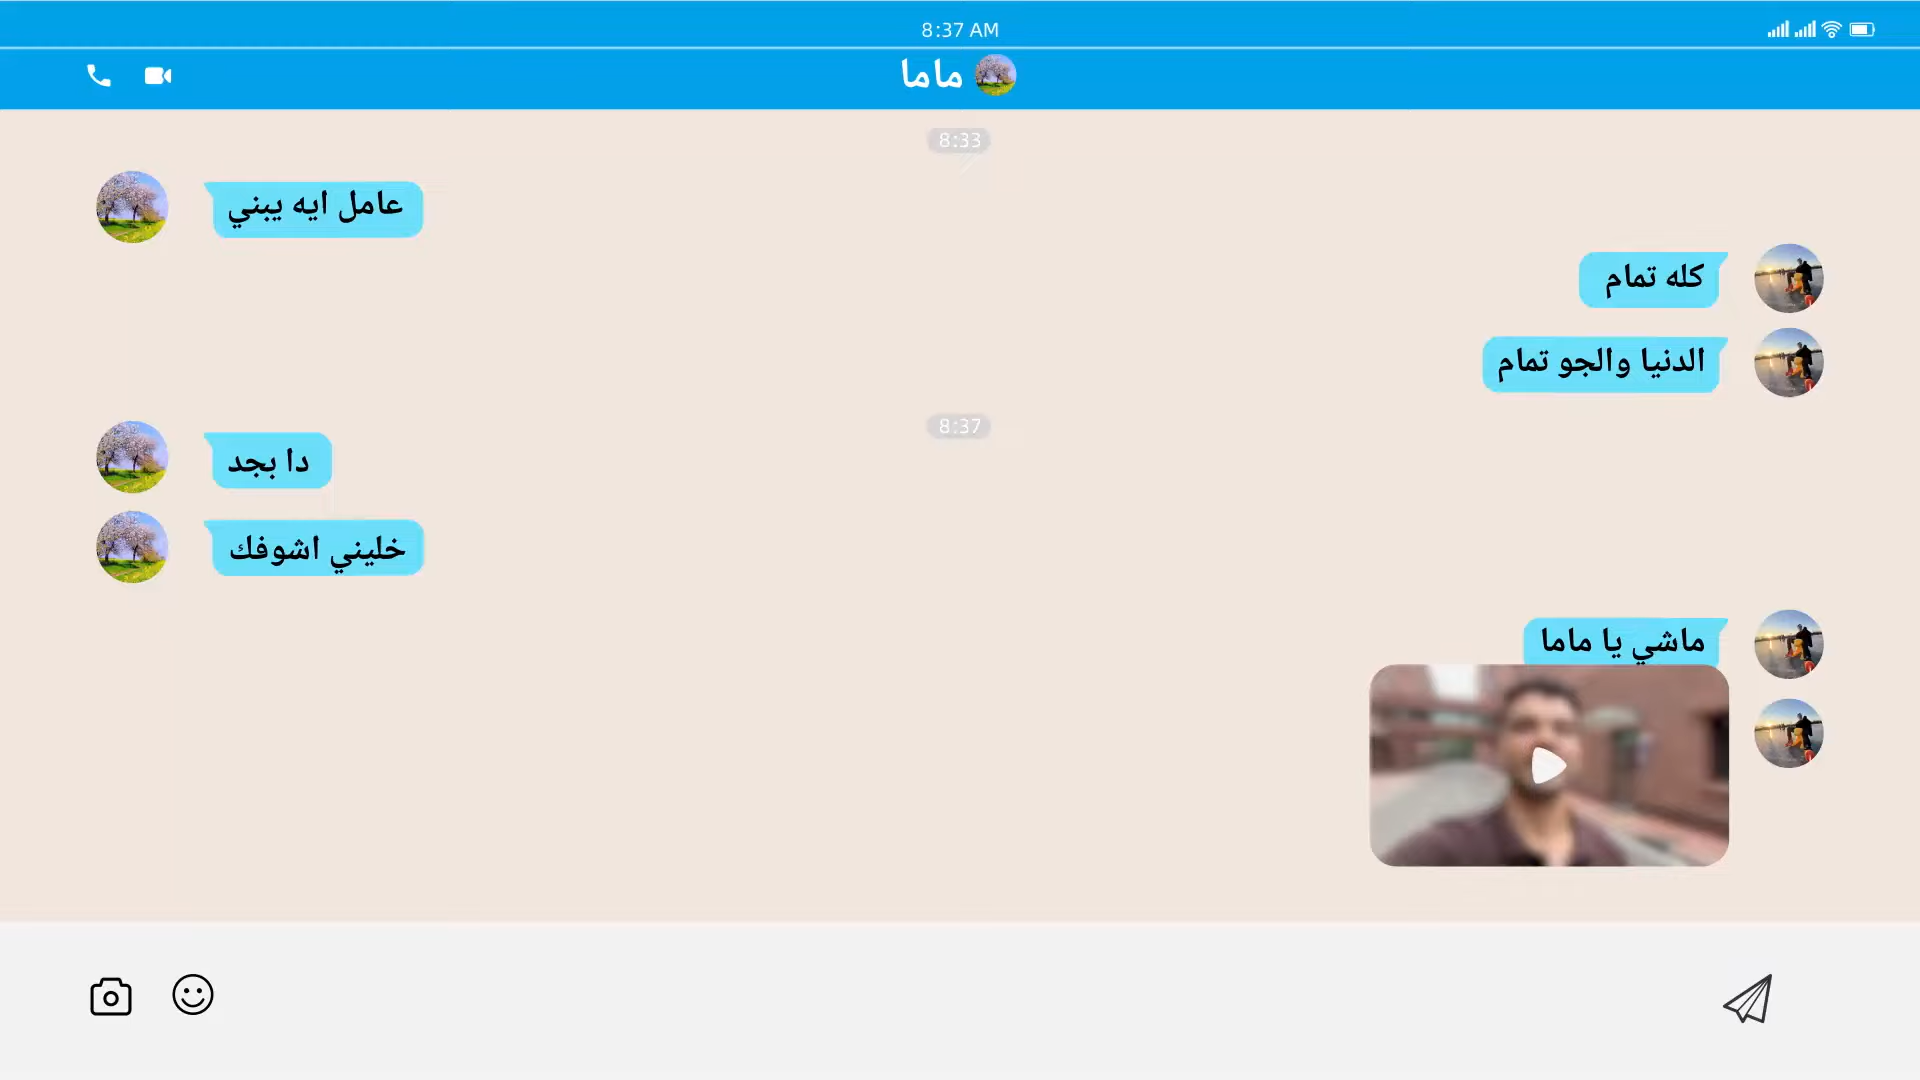 8:37 AM
ماما
8:33
عامل ايه يبني
كله تمام
الدنيا والجو تمام
8:37
دا بجد
خليني اشوفك
ماشي يا ماما